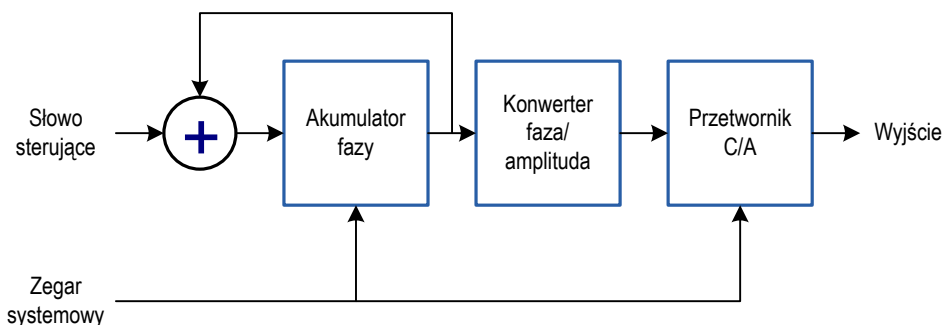 Słowo
sterujące
+
Akumulator
fazy
Konwerter
faza/
amplituda
Przetwornik
C/A
Wyjście
Zegar
systemowy